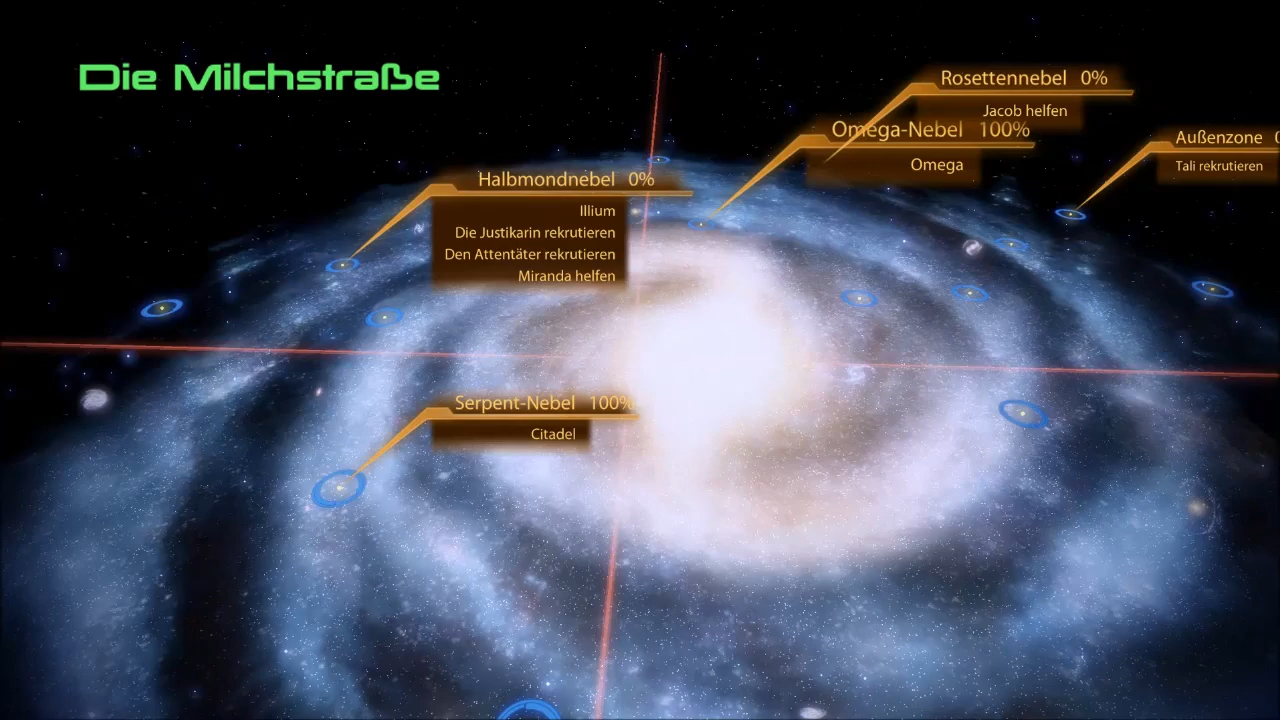 Die Milchstraße
Rosettennebel 0%
Jacob helfen
Omega-Nebel 100%
Omega
Außenzone
Tali rekrutieren
Halbmondnebel 0%
Illium
Die Justikarin rekrutieren
Den Attentäter rekrutieren
Miranda helfen
Serpent-Nebel 100%
Citadel